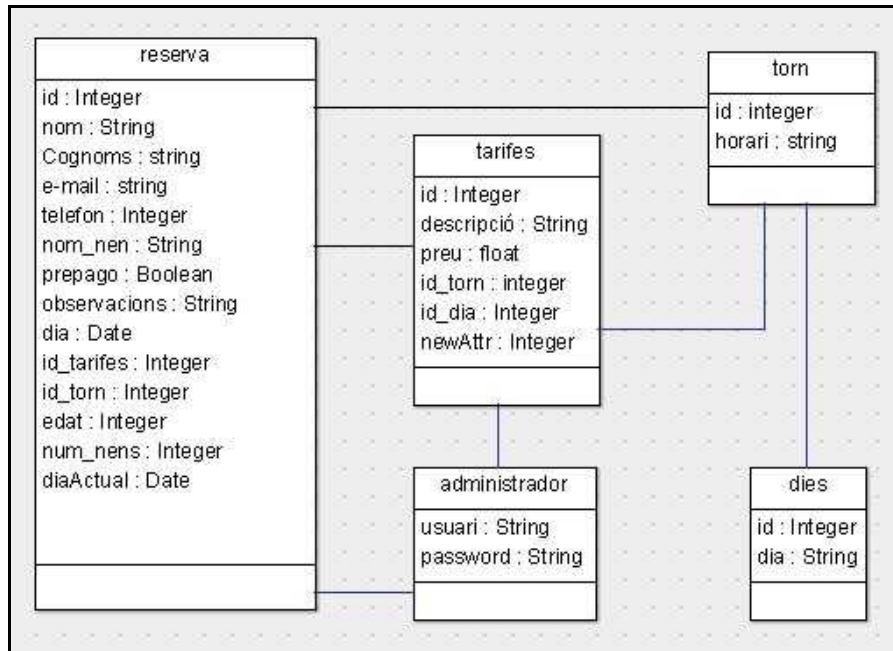 reserva
id : Integer
nom : String
Cognoms : string
e-mail : string
telefon : Integer
nom_nen : String
prepago : Boolean
observacions : String
dia : Date
id_tarifes : Integer
id_torn : Integer
edat : Integer
num_nens : Integer
diaActual : Date
tarifes
id : Integer
descripció : String
preu : float
id_torn : integer
id_dia : Integer
newAttr : Integer
torn
id : integer
horari : string
administrador
usuari : String
password : String
dies
id : Integer
dia : String